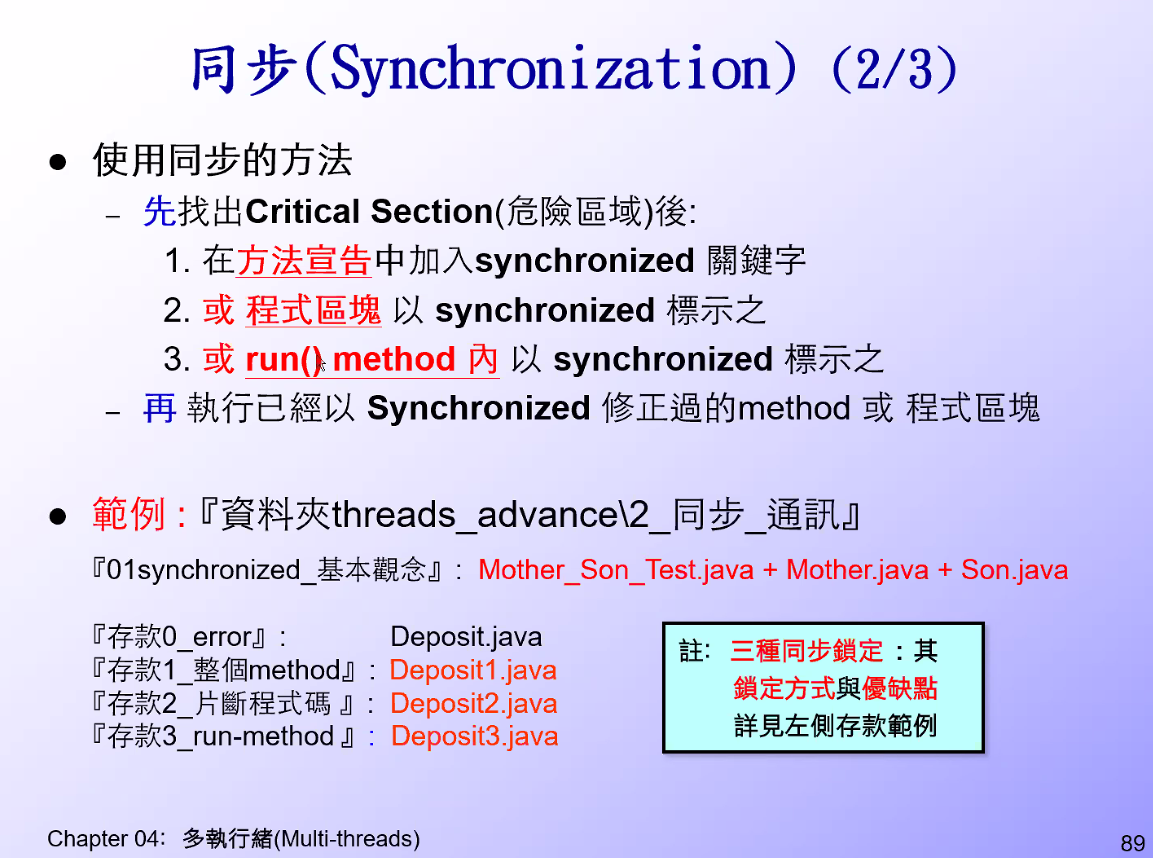 同步(Synchronization) (2/3)
● 使用同步的方法
– 先找出Critical Section(危險區域)後:
1. 在方法宣告中加入synchronized 關鍵字
2. 或 程式區塊 以 synchronized 標示之
3. 或 run() method 內 以 synchronized 標示之
– 再 執行已經以 Synchronized 修正過的method 或 程式區塊
● 範例 :『資料夾threads_advance\2_同步_通訊』
『01synchronized_基本觀念』: Mother_Son_Test.java + Mother.java + Son.java
『存款0_error』: Deposit.java
『存款1_整個method』: Deposit1.java
『存款2_片斷程式碼 』: Deposit2.java
『存款3_run-method 』: Deposit3.java
註: 三種同步鎖定 : 其
鎖定方式與優缺點
詳見左側存款範例
Chapter 04: 多執行緒(Multi-threads)
89